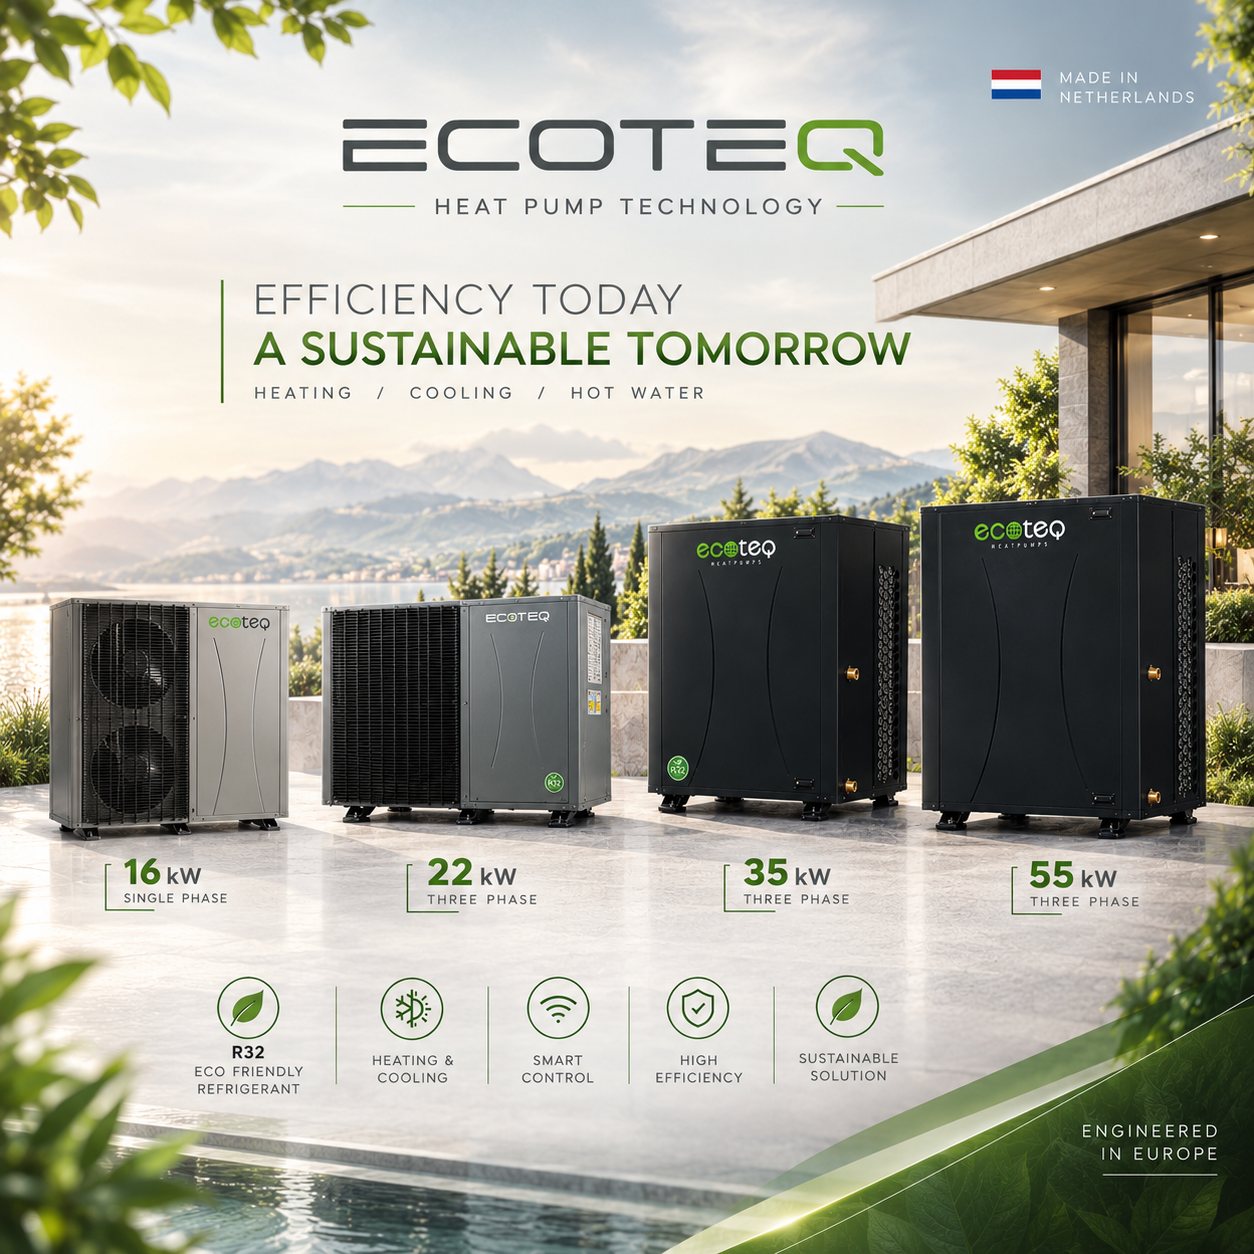 MADE IN
NETHERLANDS
ECOTEQ
HEAT PUMP TECHNOLOGY
EFFICIENCY TODAY
A SUSTAINABLE TOMORROW
HEATING / COOLING / HOT WATER
ecoteq
ECOTEQ
R32
ecoteq
HEATPUMPS
R32
ecoteq
HEATPUMPS
16 kW
SINGLE PHASE
22 kW
THREE PHASE
35 kW
THREE PHASE
55 kW
THREE PHASE
R32
ECO FRIENDLY
REFRIGERANT
HEATING &
COOLING
SMART
CONTROL
HIGH
EFFICIENCY
SUSTAINABLE
SOLUTION
ENGINEERED
IN EUROPE